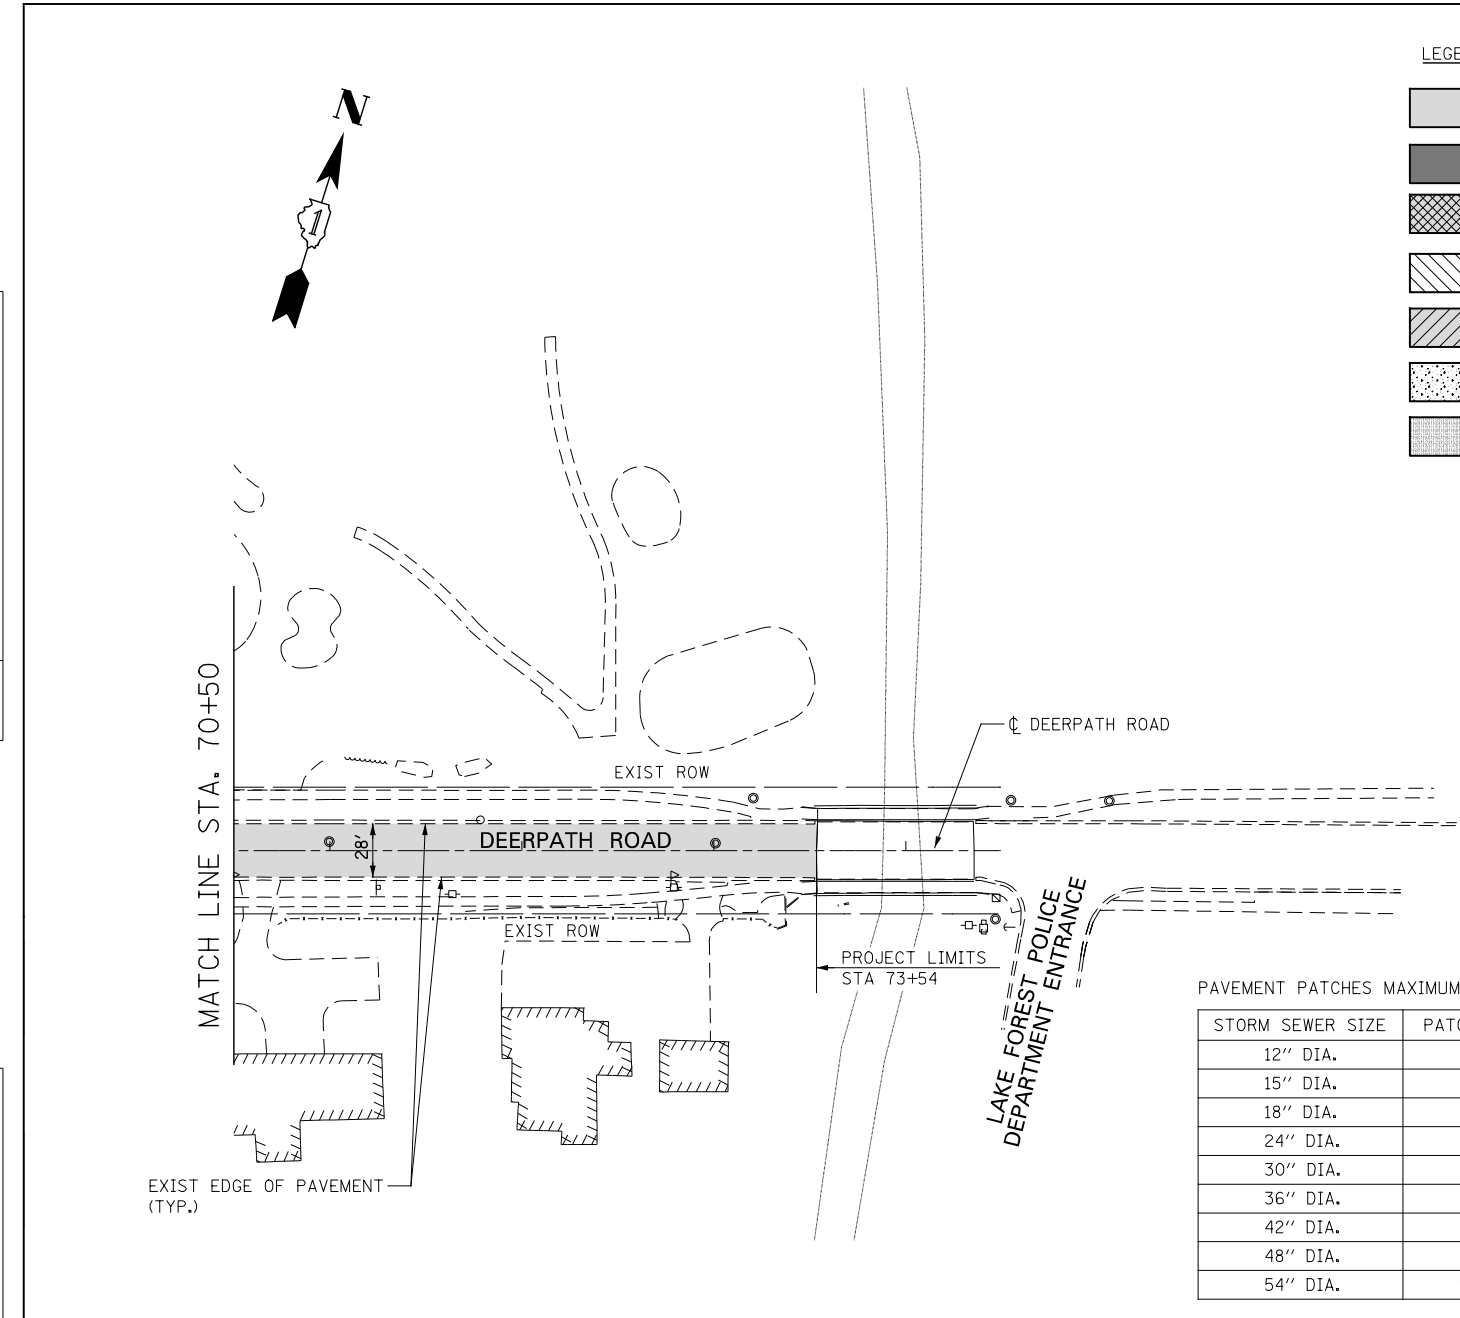 LEGE
N
1
MATCH LINE STA. 70+50
EXIST ROW
℄ DEERPATH ROAD
28'
DEERPATH ROAD
EXIST ROW
PROJECT LIMITS
STA 73+54
LAKE FOREST POLICE
DEPARTMENT ENTRANCE
EXIST EDGE OF PAVEMENT
(TYP.)
PAVEMENT PATCHES MAXIMUM
STORM SEWER SIZE PATC
12" DIA.
15" DIA.
18" DIA.
24" DIA.
30" DIA.
36" DIA.
42" DIA.
48" DIA.
54" DIA.